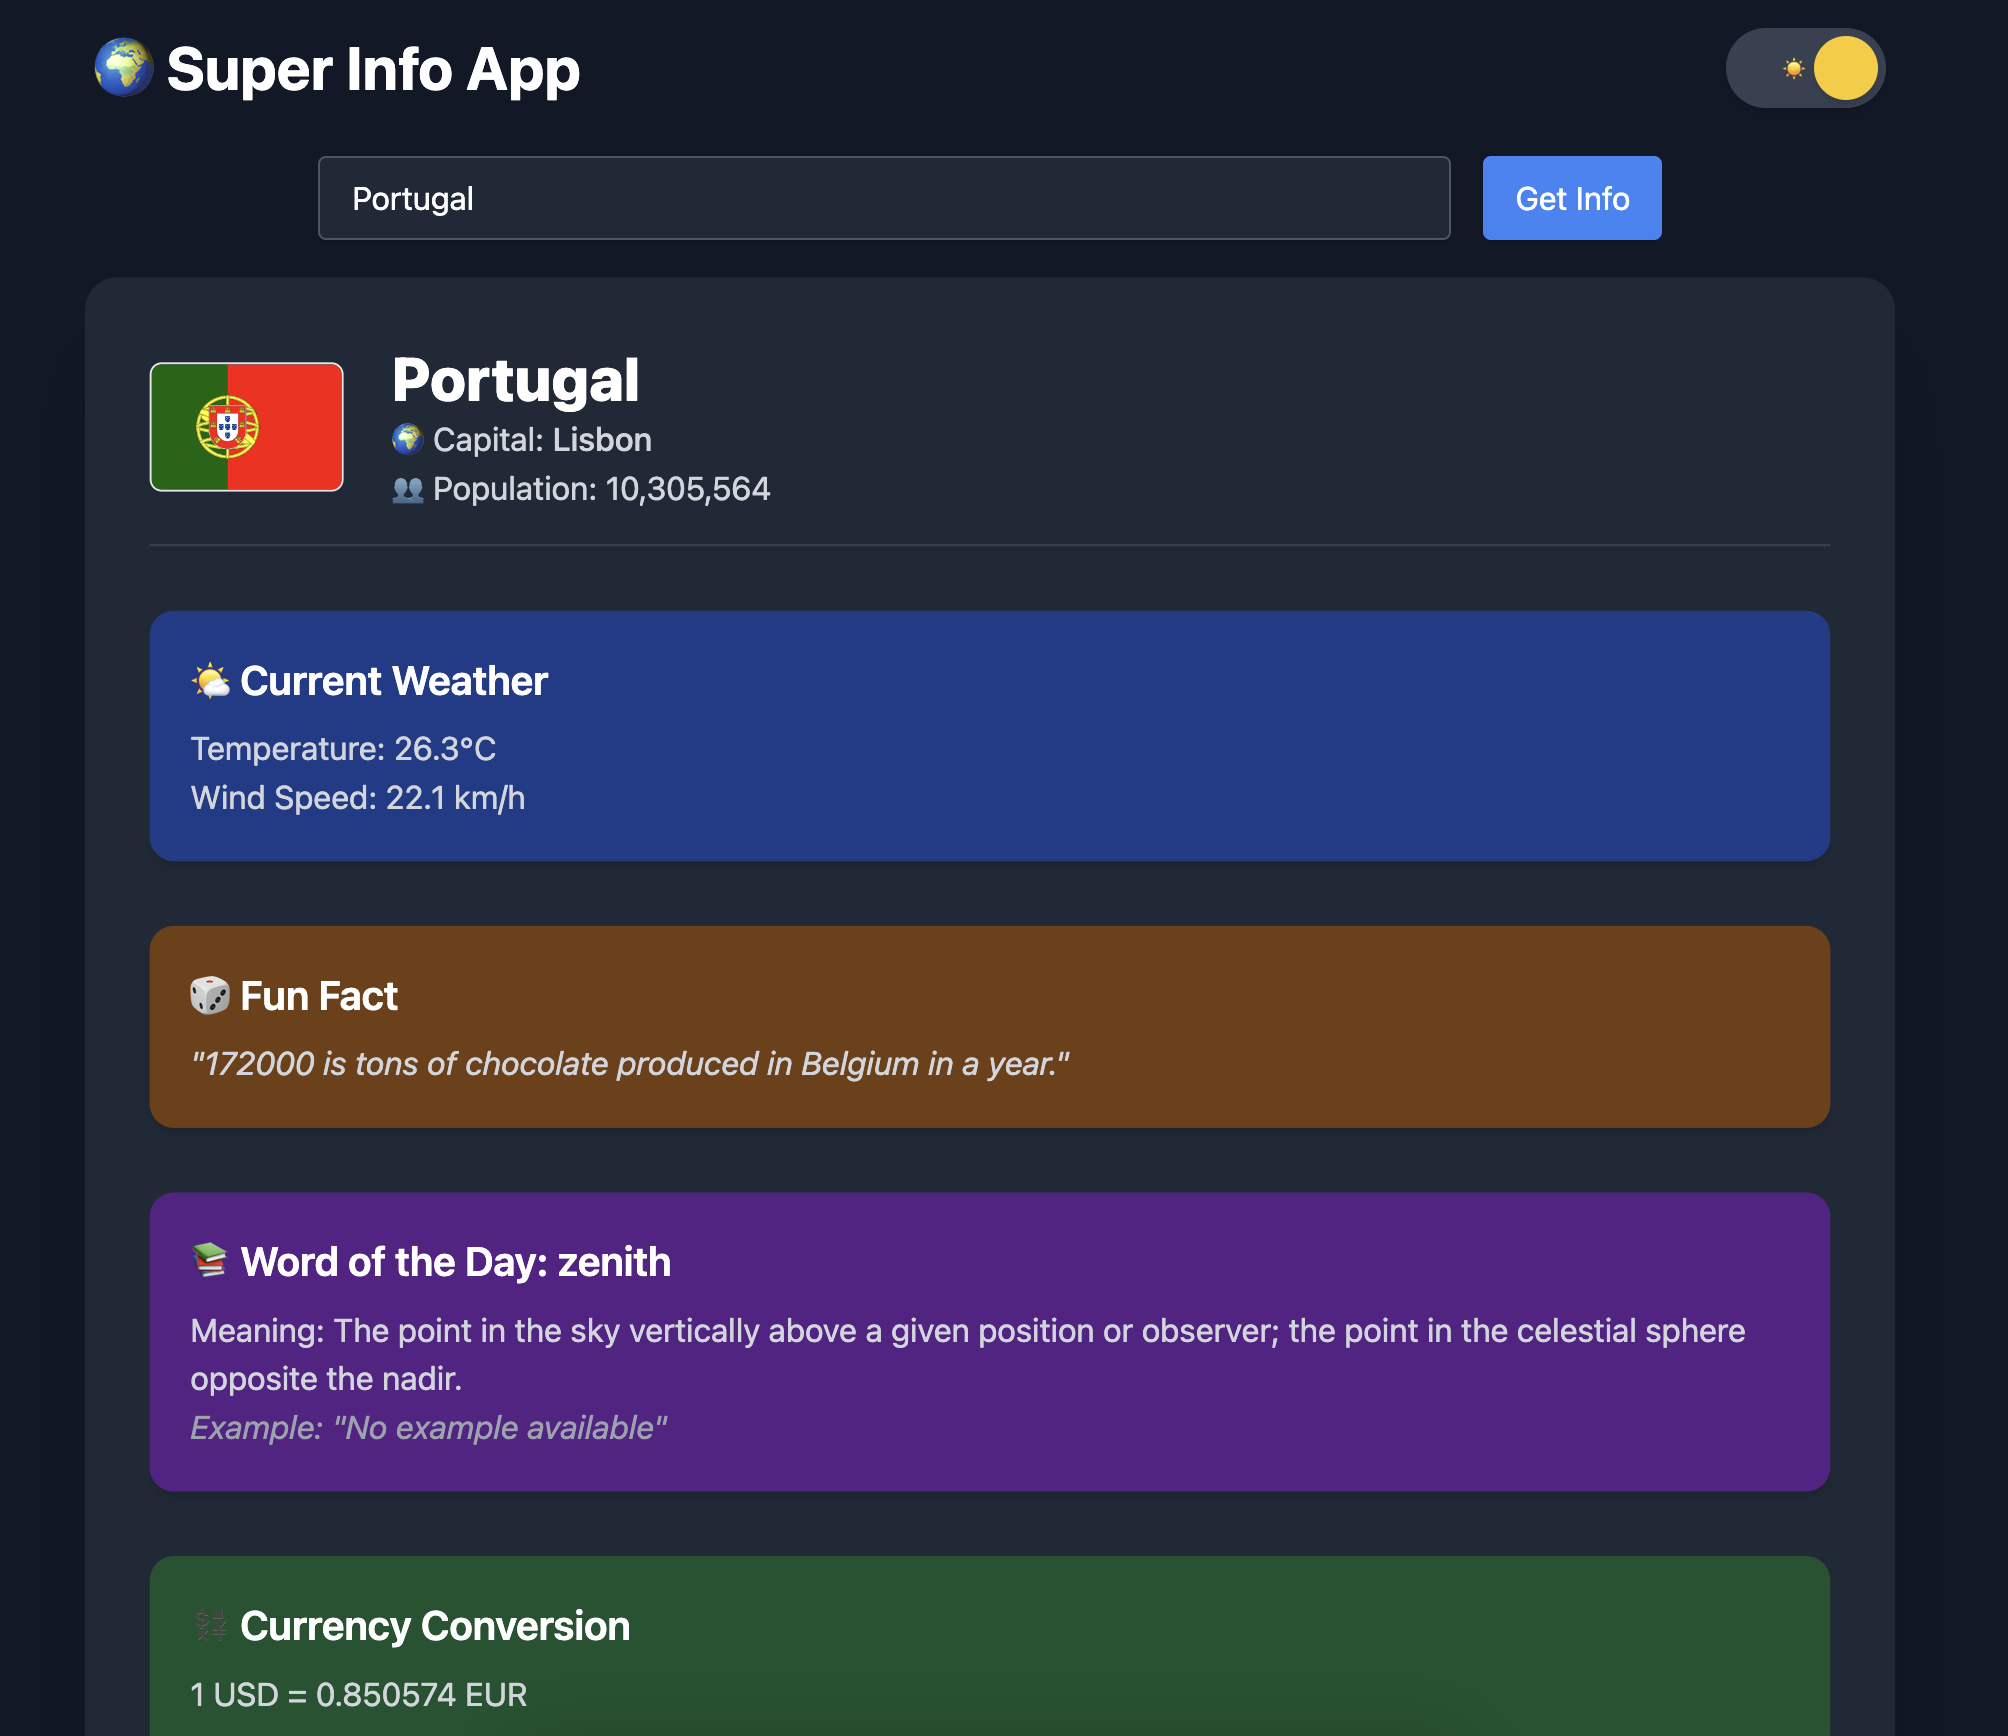 Super Info App
Portugal
Get Info
Portugal
Capital: Lisbon
Population: 10,305,564
Current Weather
Temperature: 26.3°C
Wind Speed: 22.1 km/h
Fun Fact
"172000 is tons of chocolate produced in Belgium in a year."
Word of the Day: zenith
Meaning: The point in the sky vertically above a given position or observer; the point in the celestial sphere
opposite the nadir.
Example: "No example available"
Currency Conversion
1 USD = 0.850574 EUR